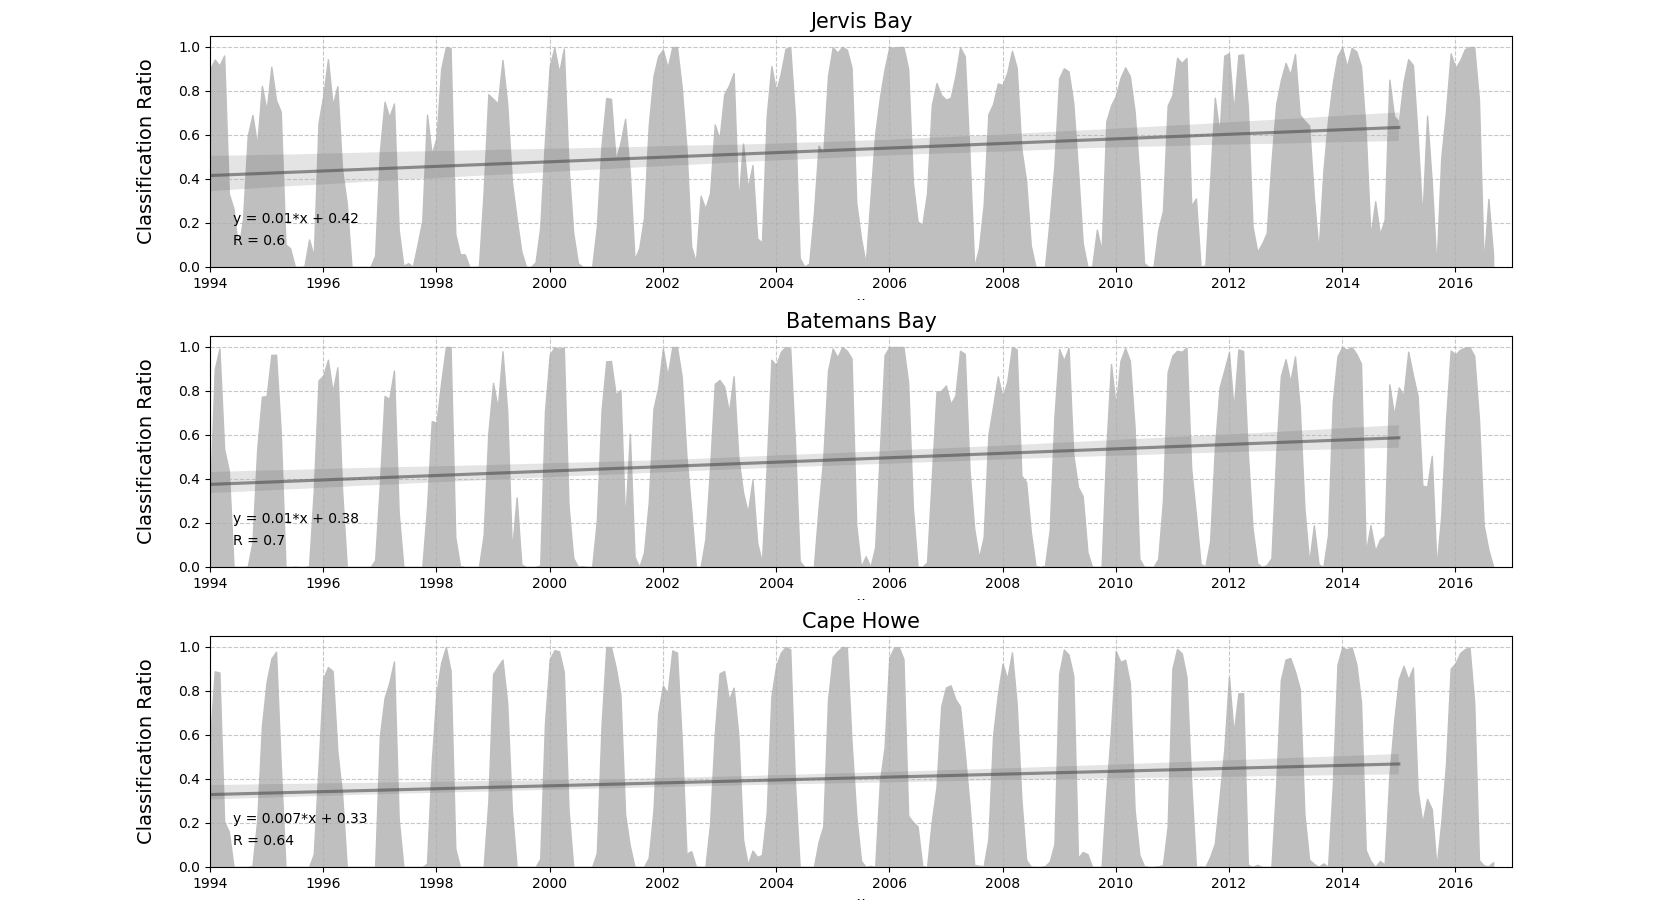 Jervis Bay
Classification Ratio
1.0
0.8
0.6
0.4
0.2
0.0
y = 0.01*x + 0.42
R = 0.6
1994 1996 1998 2000 2002 2004 2006 2008 2010 2012 2014 2016
Batemans Bay
Classification Ratio
1.0
0.8
0.6
0.4
0.2
0.0
y = 0.01*x + 0.38
R = 0.7
1994 1996 1998 2000 2002 2004 2006 2008 2010 2012 2014 2016
Cape Howe
Classification Ratio
1.0
0.8
0.6
0.4
0.2
0.0
y = 0.007*x + 0.33
R = 0.64
1994 1996 1998 2000 2002 2004 2006 2008 2010 2012 2014 2016